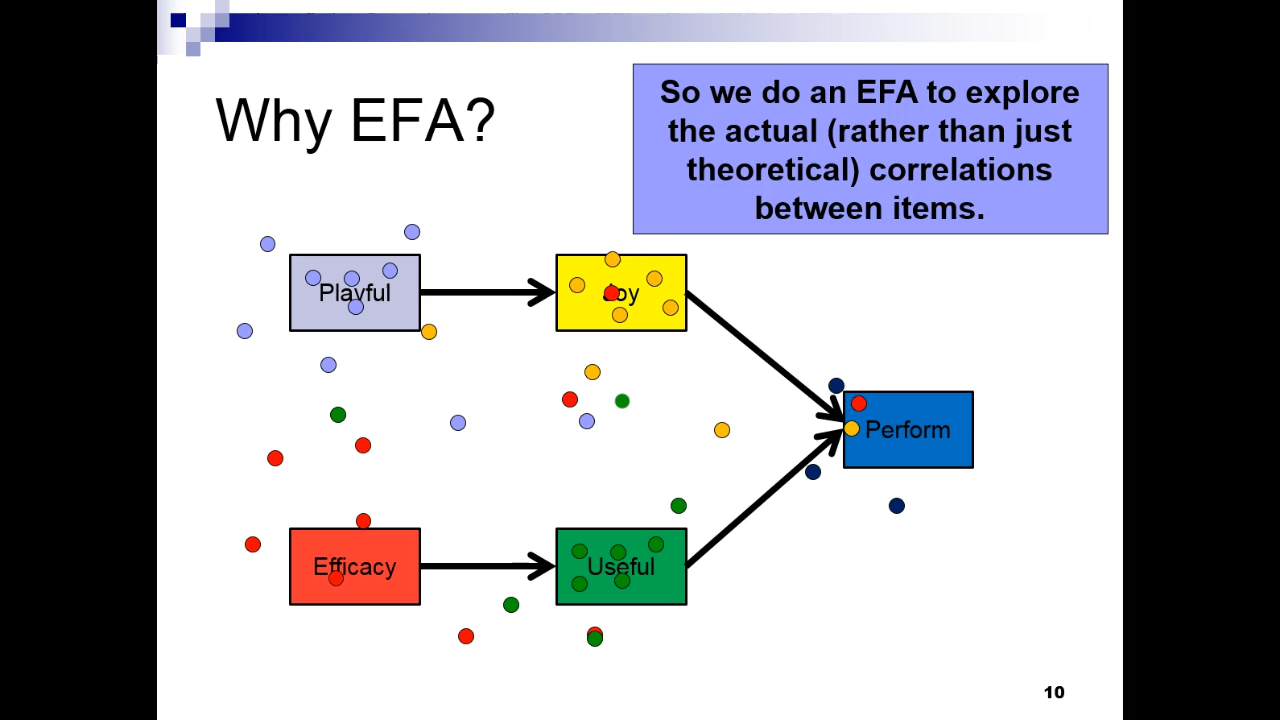 Why EFA?
So we do an EFA to explore
the actual (rather than just
theoretical) correlations
between items.
Playful
Joy
Perform
Efficacy
Useful
10